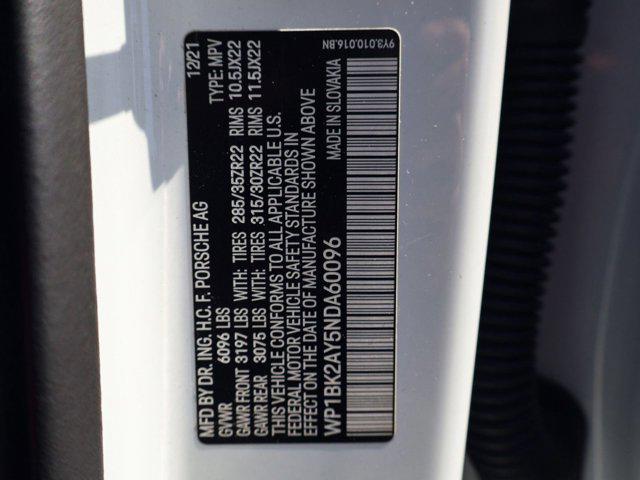 MFD BY DR. ING. H.C. F. PORSCHE AG 12/21
GVWR 6096 LBS TYPE: MPV
GAWR FRONT 3197 LBS WITH TIRES 285/35ZR22 RIMS 10.5JX22
GAWR REAR 3075 LBS WITH TIRES 315/30ZR22 RIMS 11.5JX22
THIS VEHICLE CONFORMS TO ALL APPLICABLE U.S.
FEDERAL MOTOR VEHICLE SAFETY STANDARDS IN
EFFECT ON THE DATE OF MANUFACTURE SHOWN ABOVE
WP1BK2AY5NDA60096 MADE IN SLOVAKIA
9Y3.010.016.BN